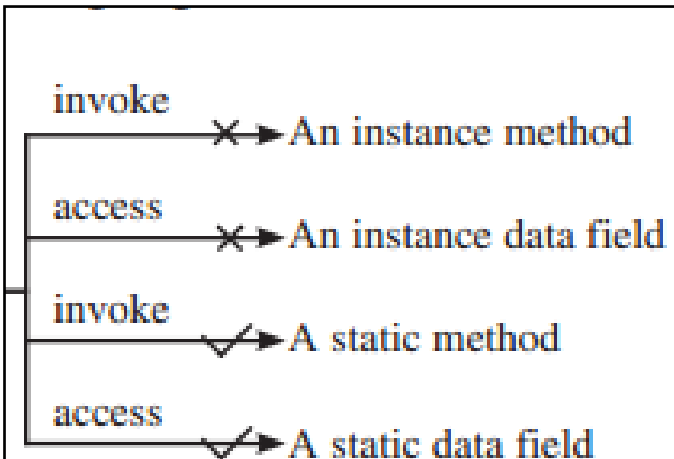 invoke
An instance method
access
An instance data field
invoke
A static method
access
A static data field